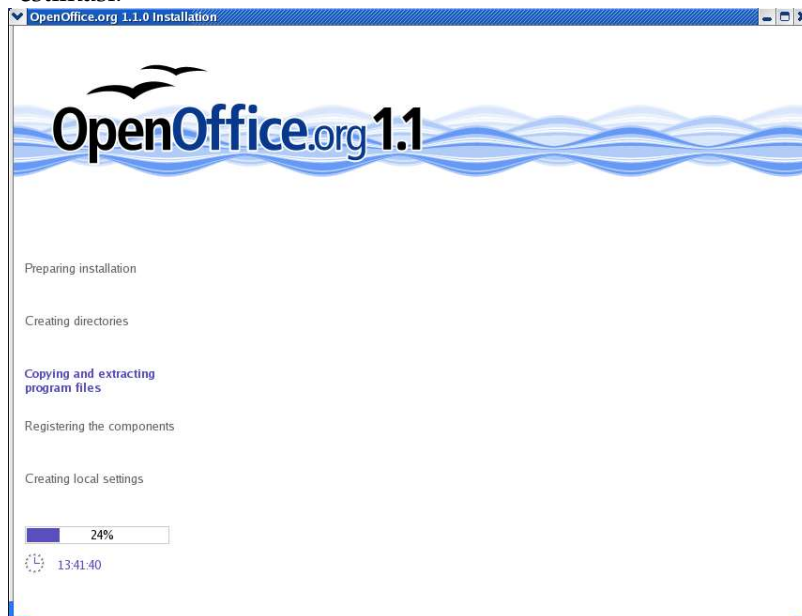 OpenOffice.org 1.1.0 Installation
OpenOffice.org 1.1
Preparing installation
Creating directories
Copying and extracting
program files
Registering the components
Creating local settings
24%
13:41:40